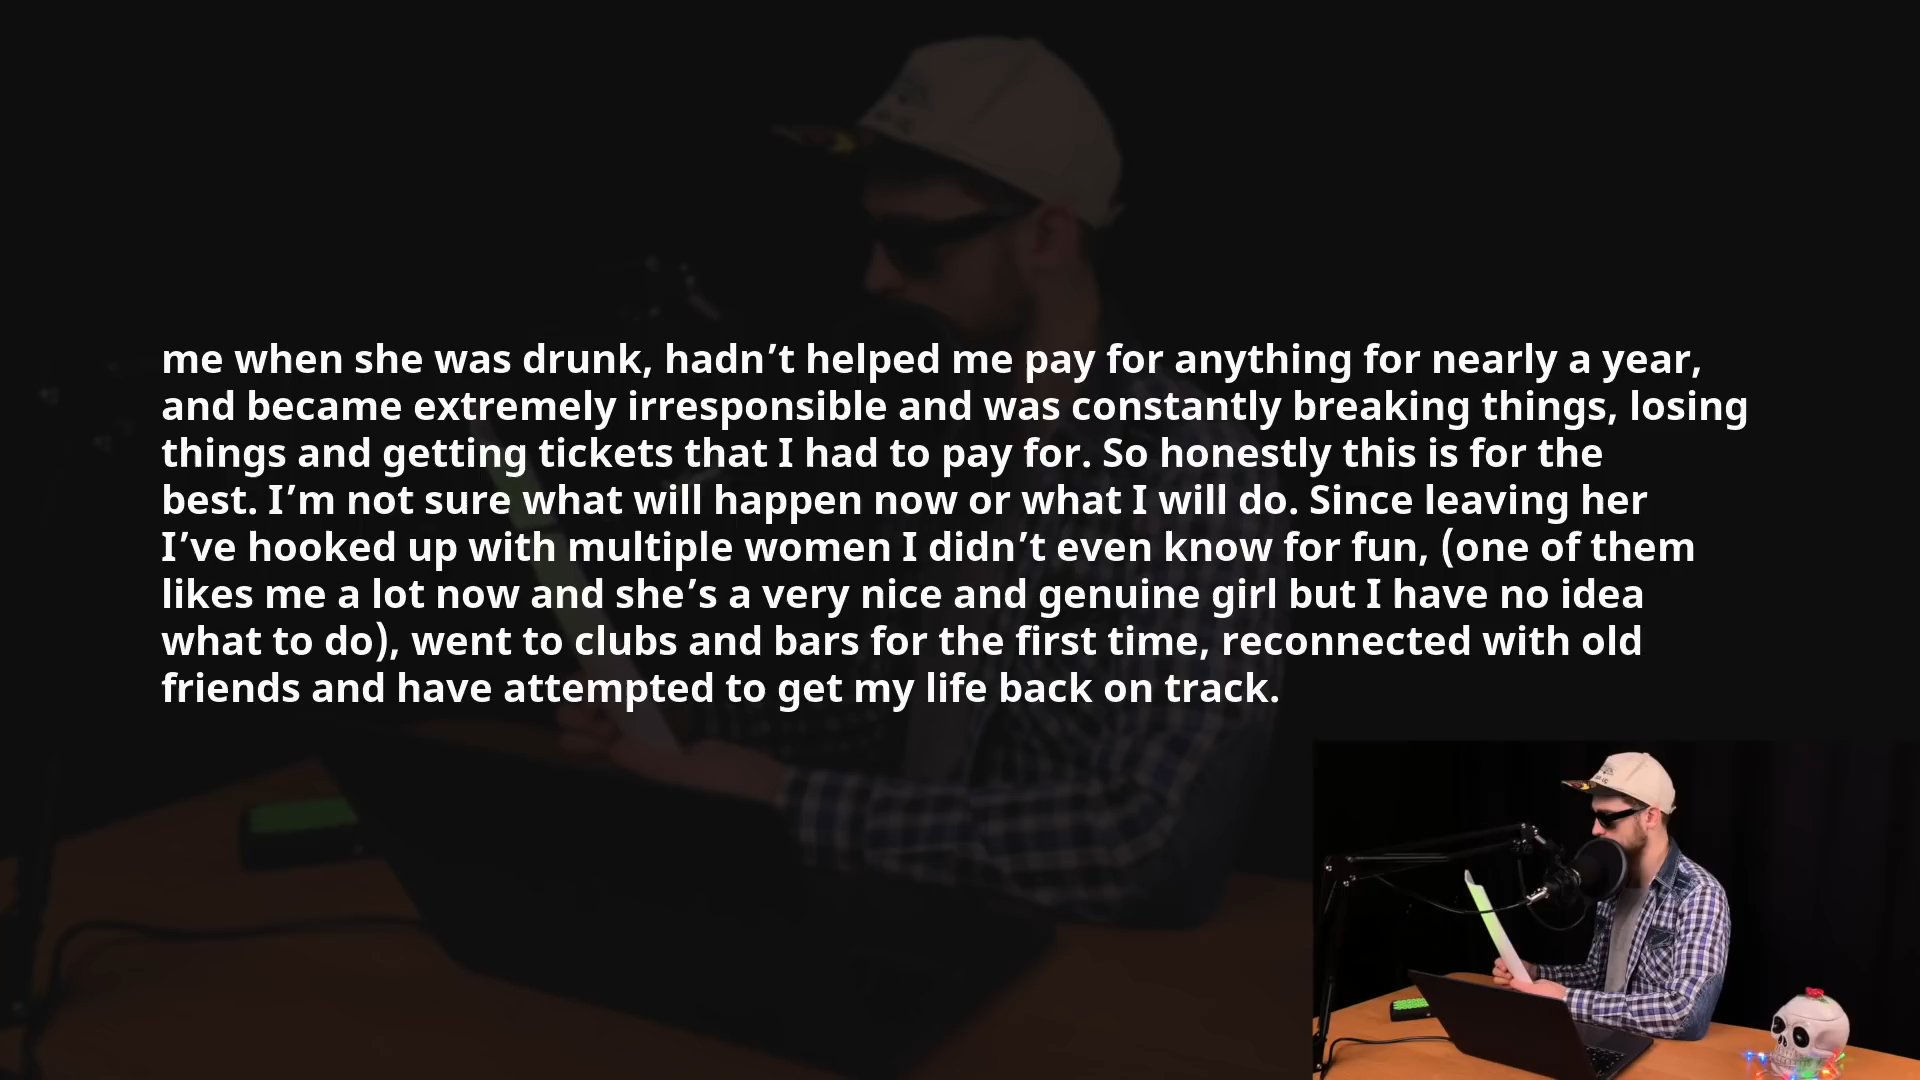 me when she was drunk, hadn’t helped me pay for anything for nearly a year,
and became extremely irresponsible and was constantly breaking things, losing
things and getting tickets that I had to pay for. So honestly this is for the
best. I’m not sure what will happen now or what I will do. Since leaving her
I’ve hooked up with multiple women I didn’t even know for fun, (one of them
likes me a lot now and she’s a very nice and genuine girl but I have no idea
what to do), went to clubs and bars for the first time, reconnected with old
friends and have attempted to get my life back on track.